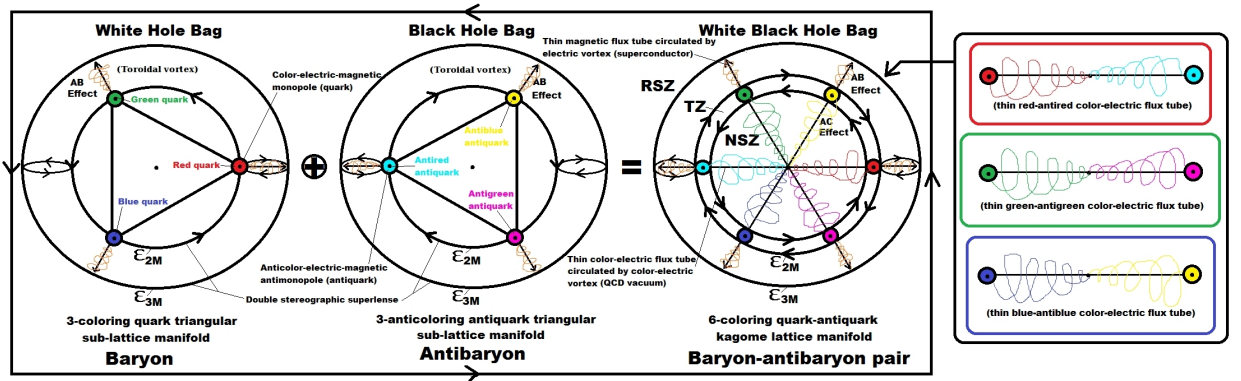 White Hole Bag
AB
Effect
(Toroidal vortex)
Color-electric-magnetic
monopole (quark)
Green quark
Red quark
Blue quark
ε2M
ε3M
3-coloring quark triangular
sub-lattice manifold
Baryon
+
Black Hole Bag
(Toroidal vortex)
AB
Effect
Antiblue
antiquark
Antired
antiquark
Antigreen
antiquark
Anticolor-electric-magnetic
antimonopole (antiquark)
Double stereographic superlense
ε2M
ε3M
3-anticoloring antiquark triangular
sub-lattice manifold
Antibaryon
=
White Black Hole Bag
Thin magnetic flux tube circulated by
electric vortex (superconductor)
AB
Effect
RSZ
TZ
NSZ
AC
Effect
Thin color-electric flux tube
circulated by color-electric
vortex (QCD vacuum)
ε2M
ε3M
6-coloring quark-antiquark
kagome lattice manifold
Baryon-antibaryon pair
(thin red-antired color-electric flux tube)
(thin green-antigreen color-electric flux tube)
(thin blue-antiblue color-electric flux tube)